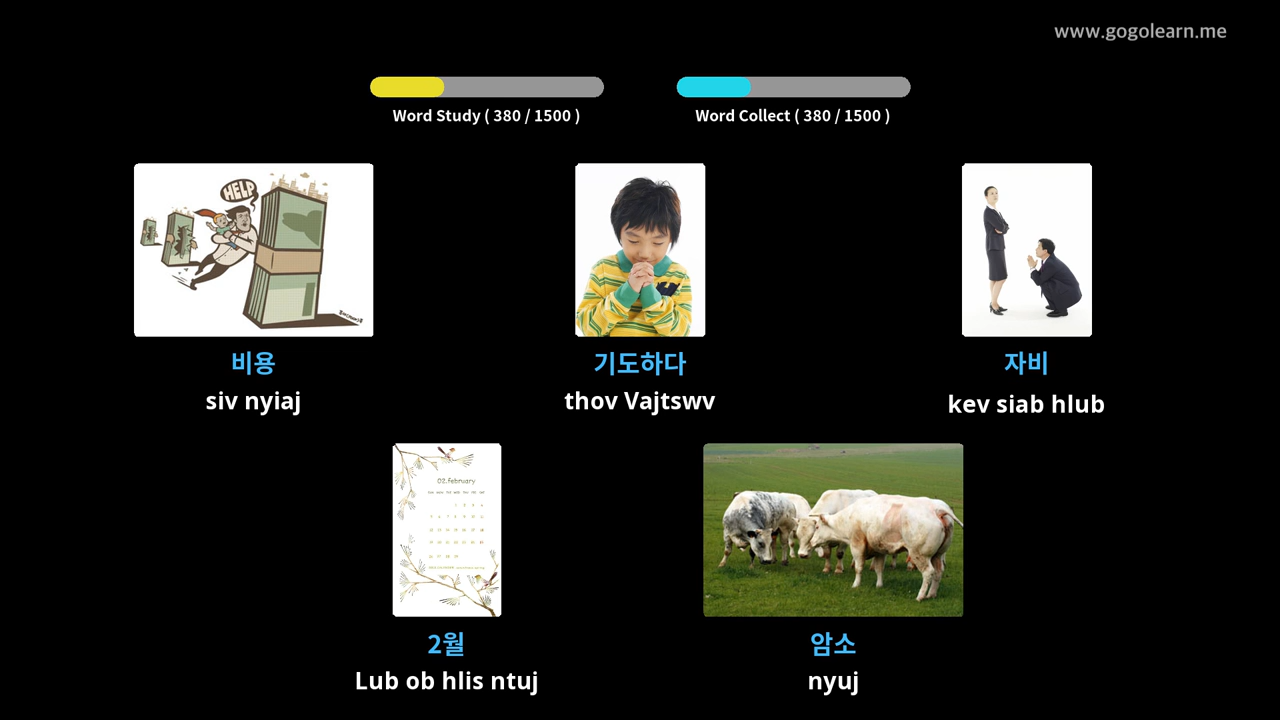 www.gogolearn.me
Word Study ( 380 / 1500 )
Word Collect ( 380 / 1500 )
HELP
비용
siv nyiaj
기도하다
thov Vajtswv
자비
kev siab hlub
02.february
2월
Lub ob hlis ntuj
암소
nyuj